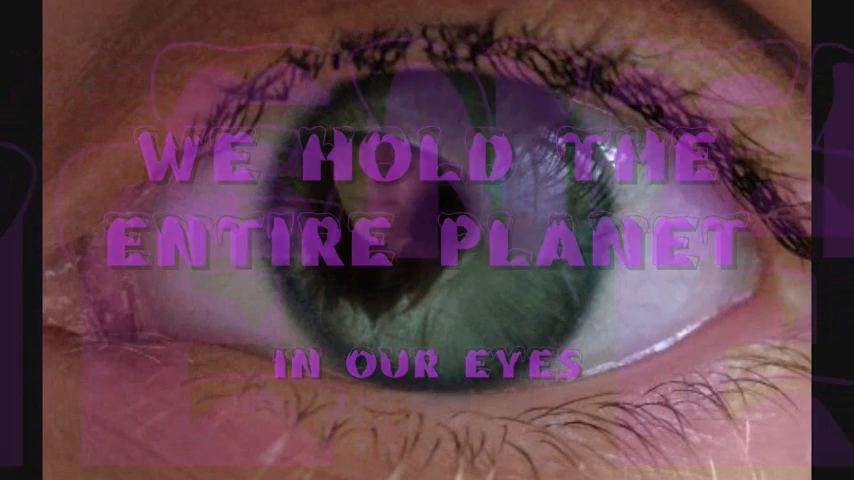 WE HOLD THE
ENTIRE PLANET
IN OUR EYES